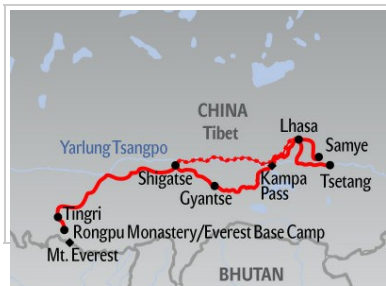 CHINA
Tibet
Lhasa
Yarlung Tsangpo
Samye
Shigatse
Kampa
Pass
Tsetang
Gyantse
Tingri
Rongpu Monastery/Everest Base Camp
Mt. Everest
BHUTAN